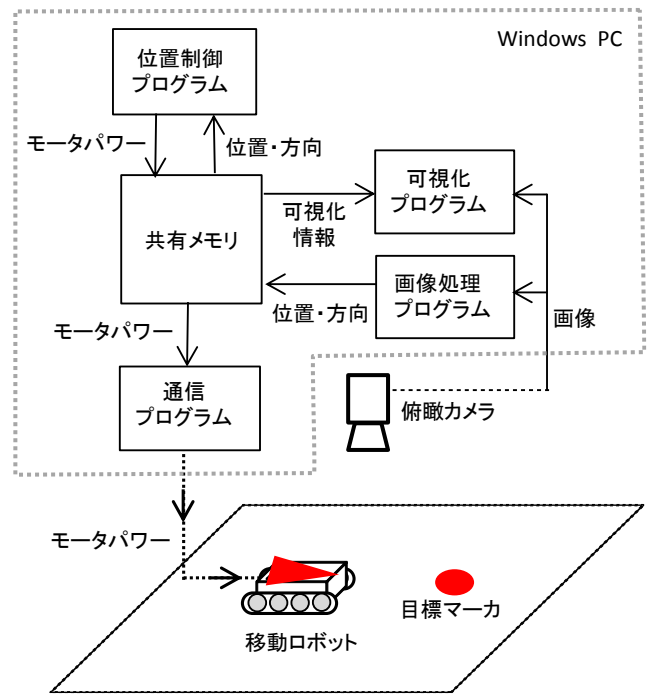 Windows PC
位置制御
プログラム
モータパワー
位置・方向
可視化
プログラム
共有メモリ
可視化
情報
画像処理
プログラム
位置・方向
画像
モータパワー
通信
プログラム
俯瞰カメラ
モータパワー
目標マーカ
移動ロボット